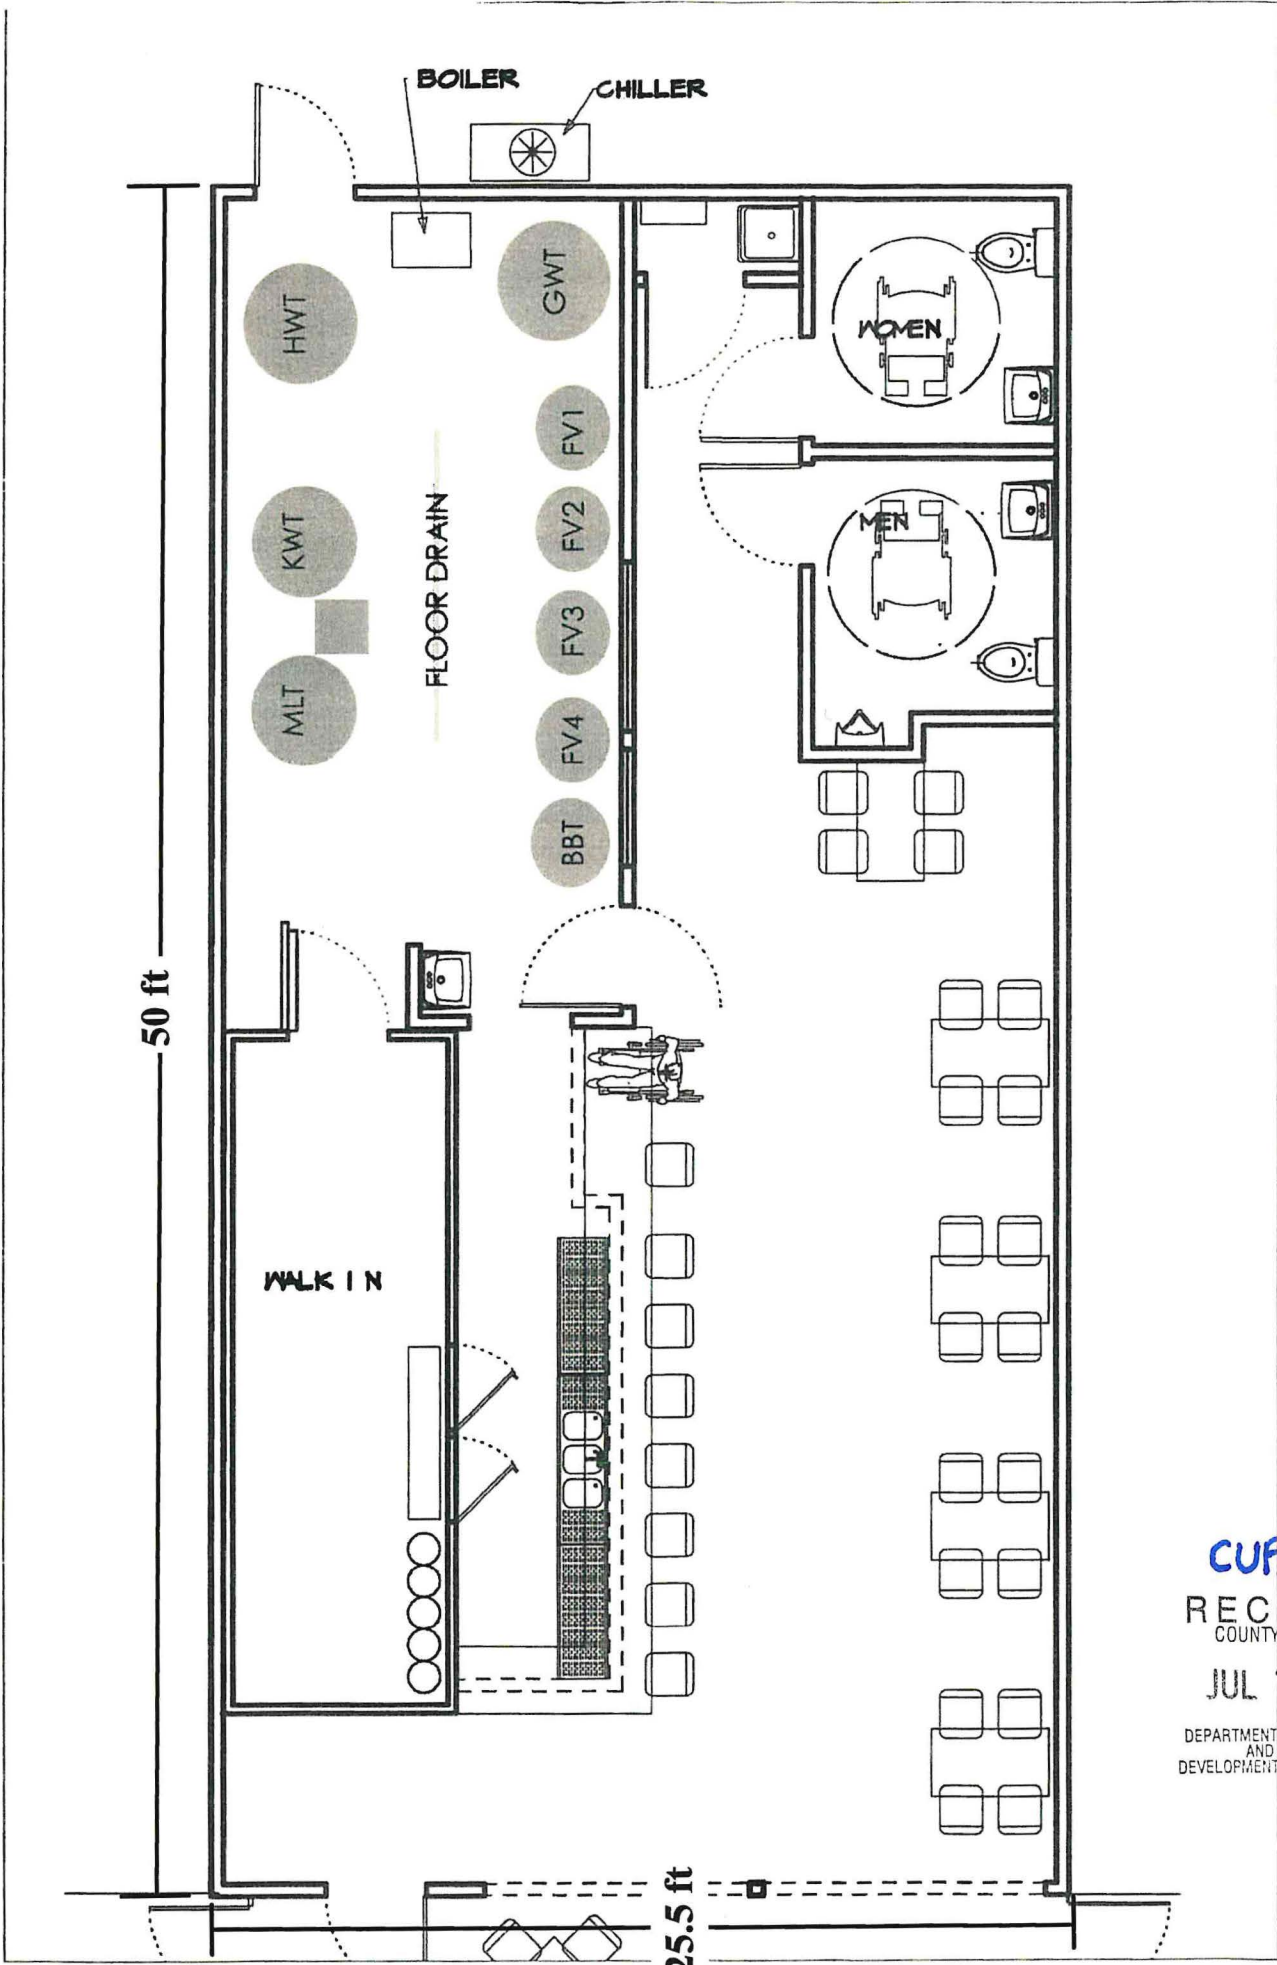 BOILER
CHILLER
HWT
GWT
WOMEN
FV1
KWT
FLOOR DRAIN
FV2
MEN
FV3
MLT
FV4
BBT
50 ft
WALK IN
REC
COUNTY
JUL
DEPARTMENT
AND
DEVELOPMENT
25.5 ft